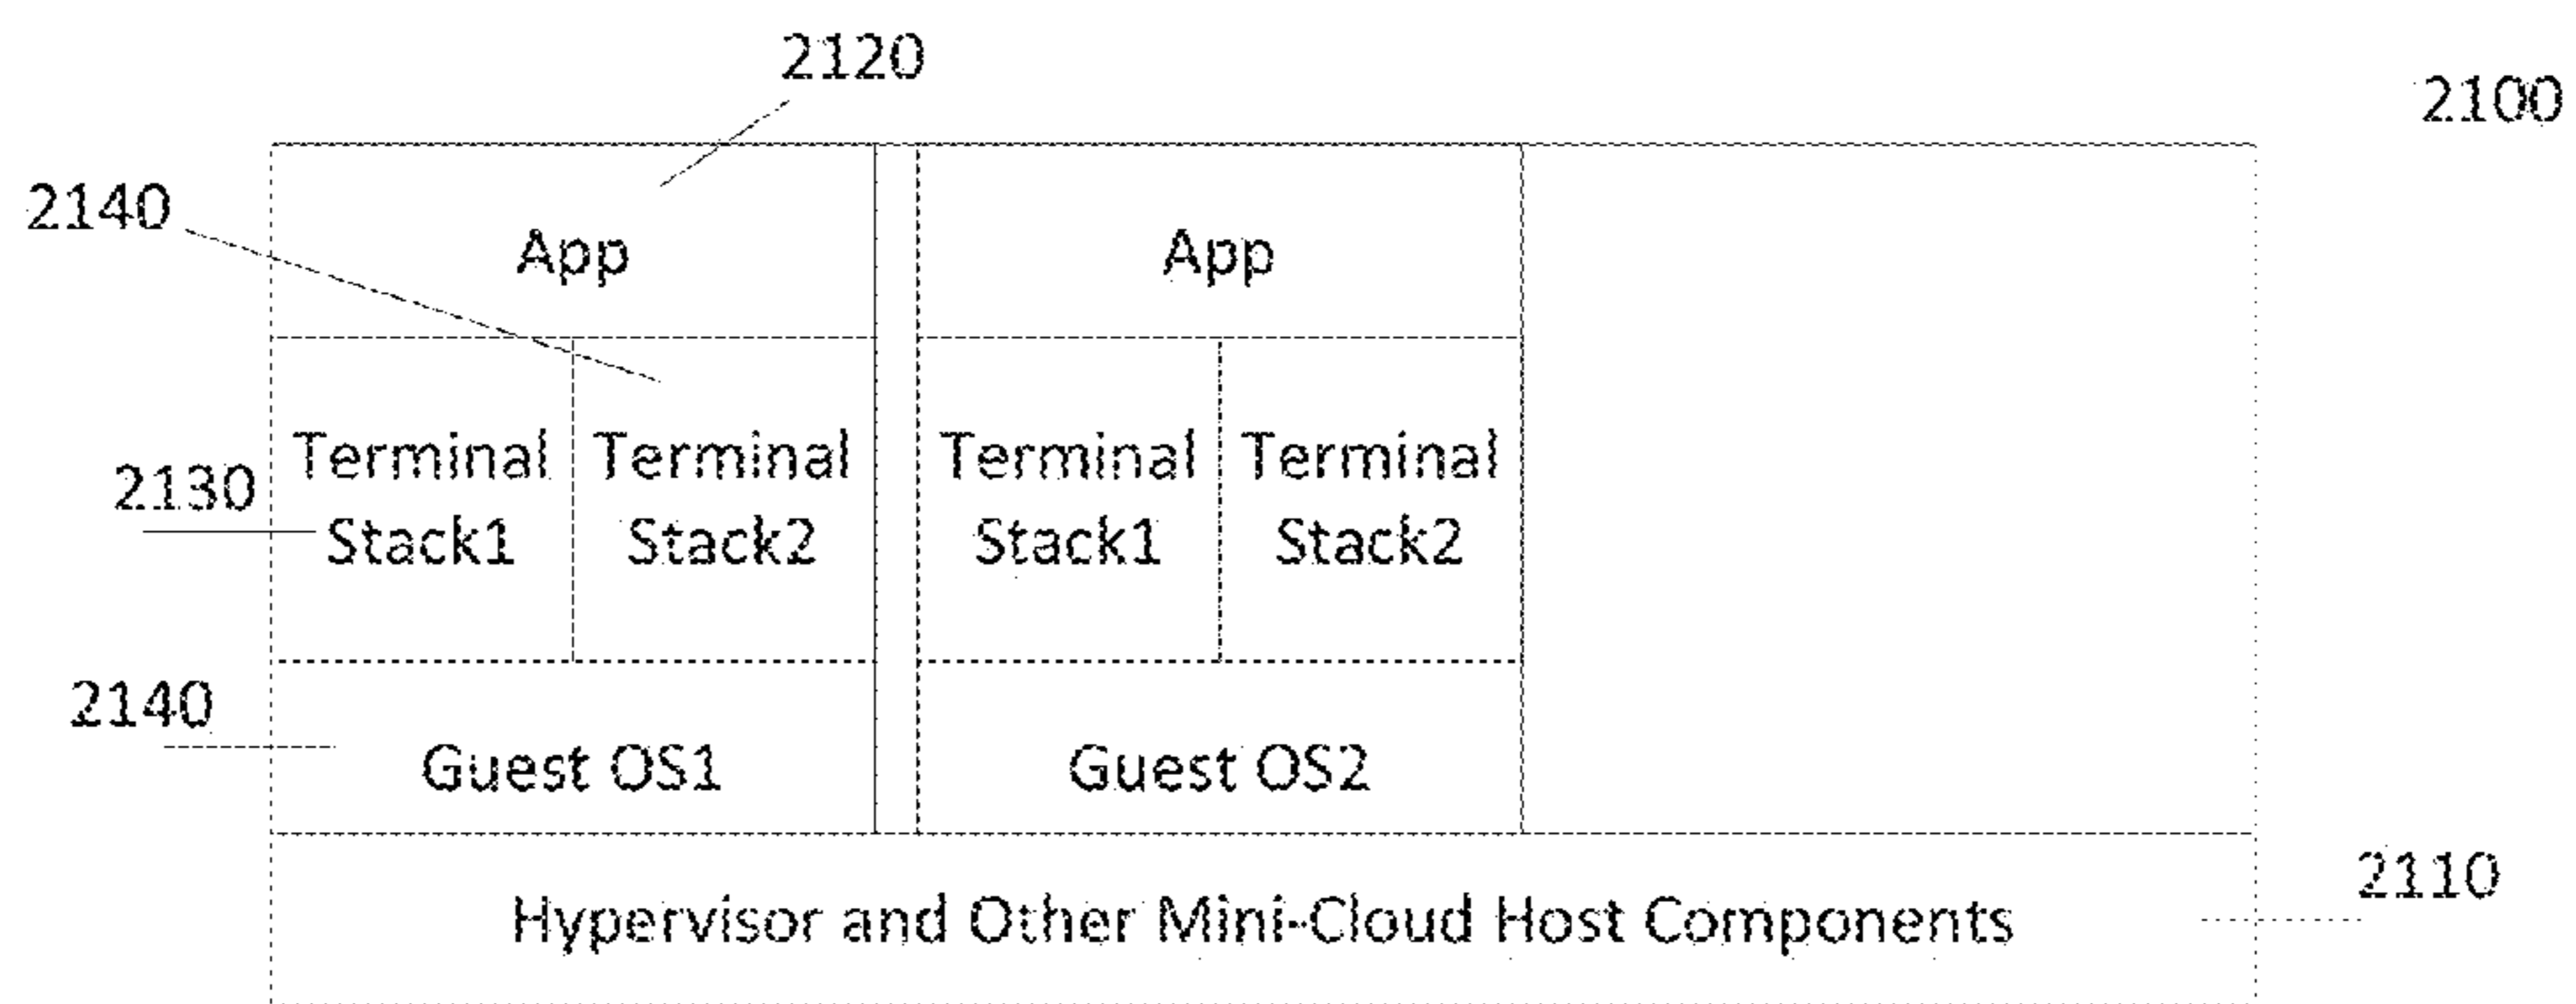 2120
2100
2140
App
App
2130
Terminal Stack1
Terminal Stack2
Terminal Stack1
Terminal Stack2
2140
Guest OS1
Guest OS2
2110
Hypervisor and Other Mini-Cloud Host Components